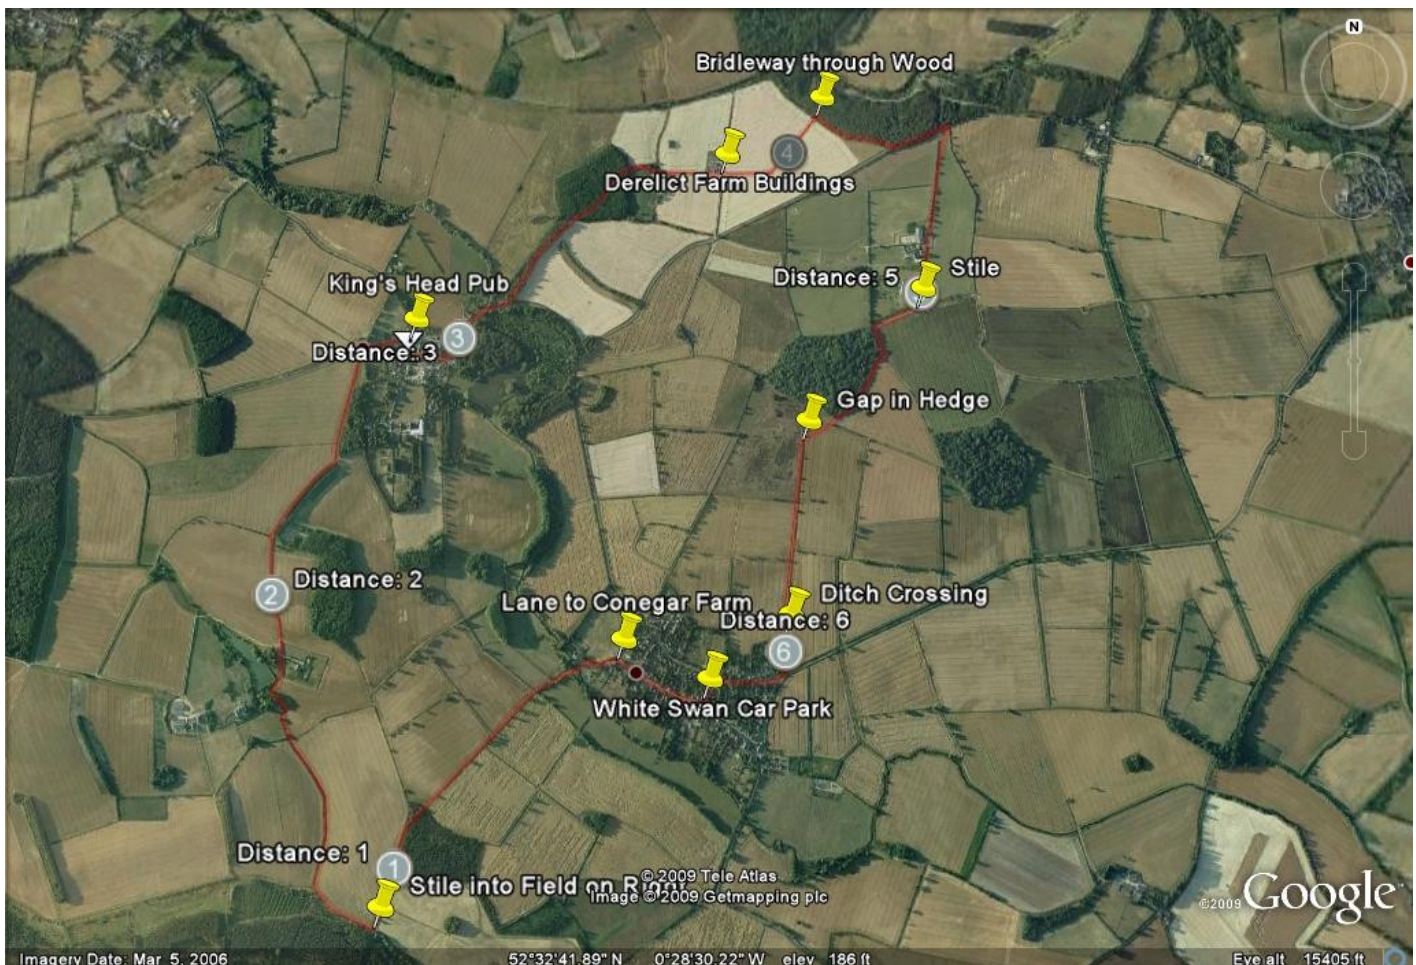 N
Bridleway through Wood
4
Derelict Farm Buildings
Distance: 5
Stile
King's Head Pub
3
Distance: 3
Gap in Hedge
2
Distance: 2
Lane to Conegar Farm
Ditch Crossing
Distance: 6
6
White Swan Car Park
Distance: 1
1
Stile into Field on Right
© 2009 Tele Atlas
Image © 2009 Getmapping plc
©2009 Google
Imagery Date: Mar 5, 2006
52°32'41.89" N 0°28'30.22" W elev 186 ft
Eye alt 15405 ft